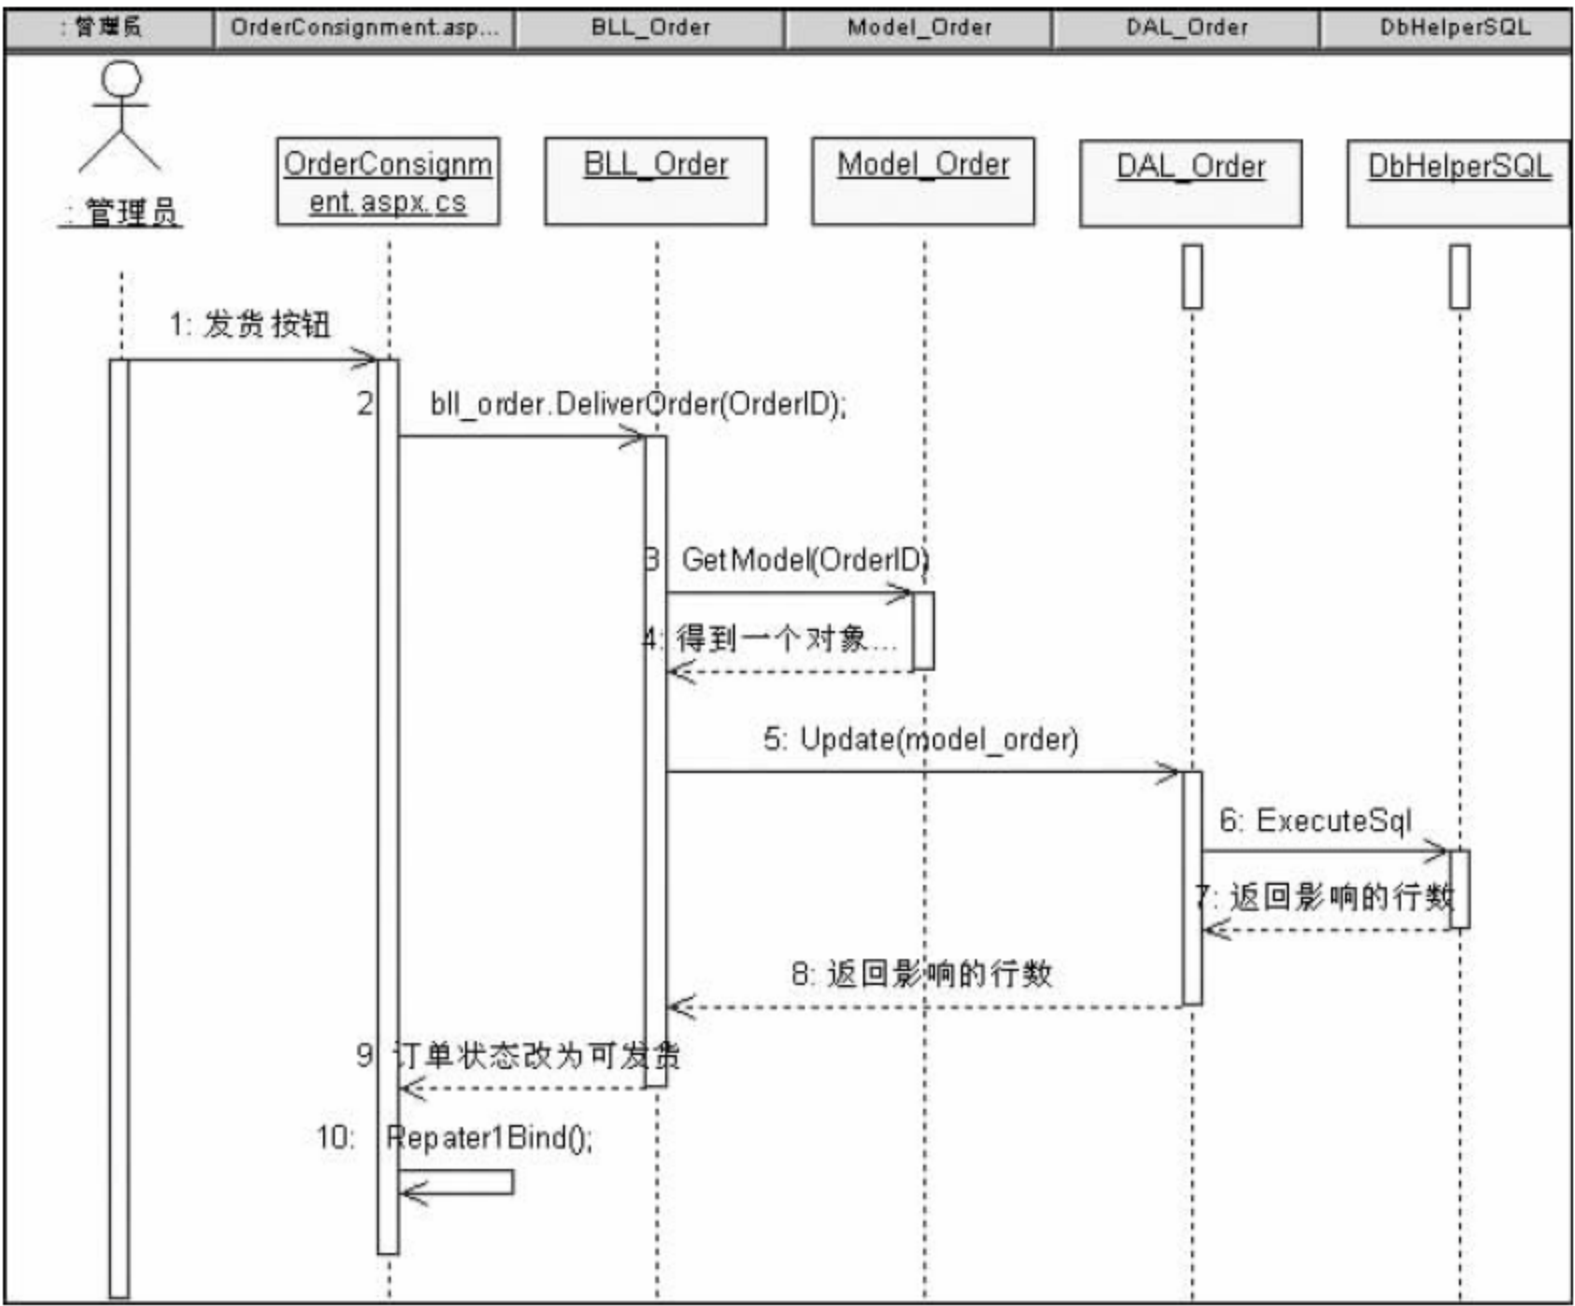 : 管理员 OrderConsignment.asp... BLL_Order Model_Order DAL_Order DbHelperSQL
OrderConsignm
ent.aspx.cs
BLL_Order
Model_Order
DAL_Order
DbHelperSQL
: 管理员
1: 发货按钮
2 bll_order.DeliverOrder(OrderID);
3 GetModel(OrderID)
4: 得到一个对象...
5: Update(model_order)
6: ExecuteSql
7: 返回影响的行数
8: 返回影响的行数
9 订单状态改为可发货
10: Repater1Bind();